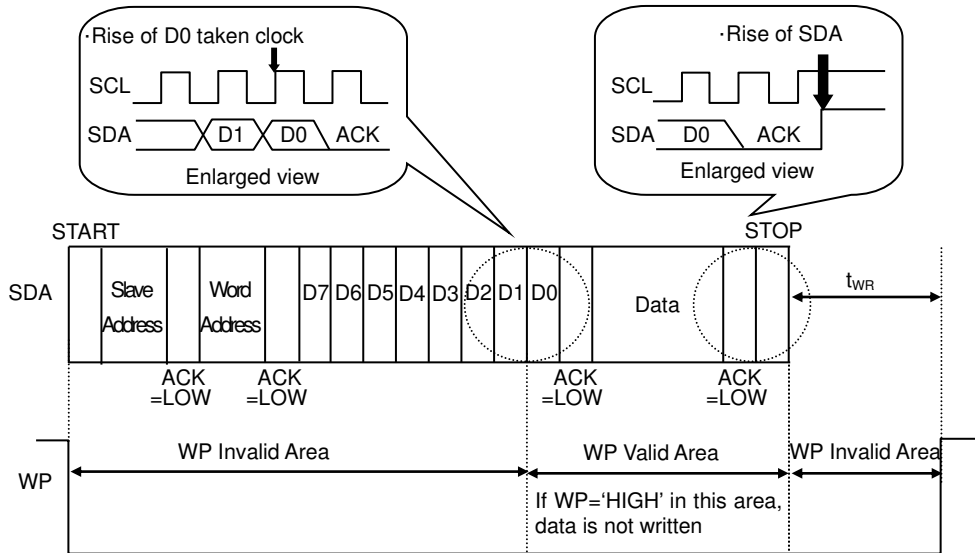 ·Rise of D0 taken clock
SCL
SDA
D1
D0
ACK
Enlarged view
·Rise of SDA
SCL
SDA
D0
ACK
Enlarged view
START
STOP
SDA
Slave
Address
Word
Address
D7
D6
D5
D4
D3
D2
D1
D0
Data
tWR
ACK
=LOW
ACK
=LOW
ACK
=LOW
ACK
=LOW
WP
WP Invalid Area
WP Valid Area
WP Invalid Area
If WP=‘HIGH’ in this area,
data is not written